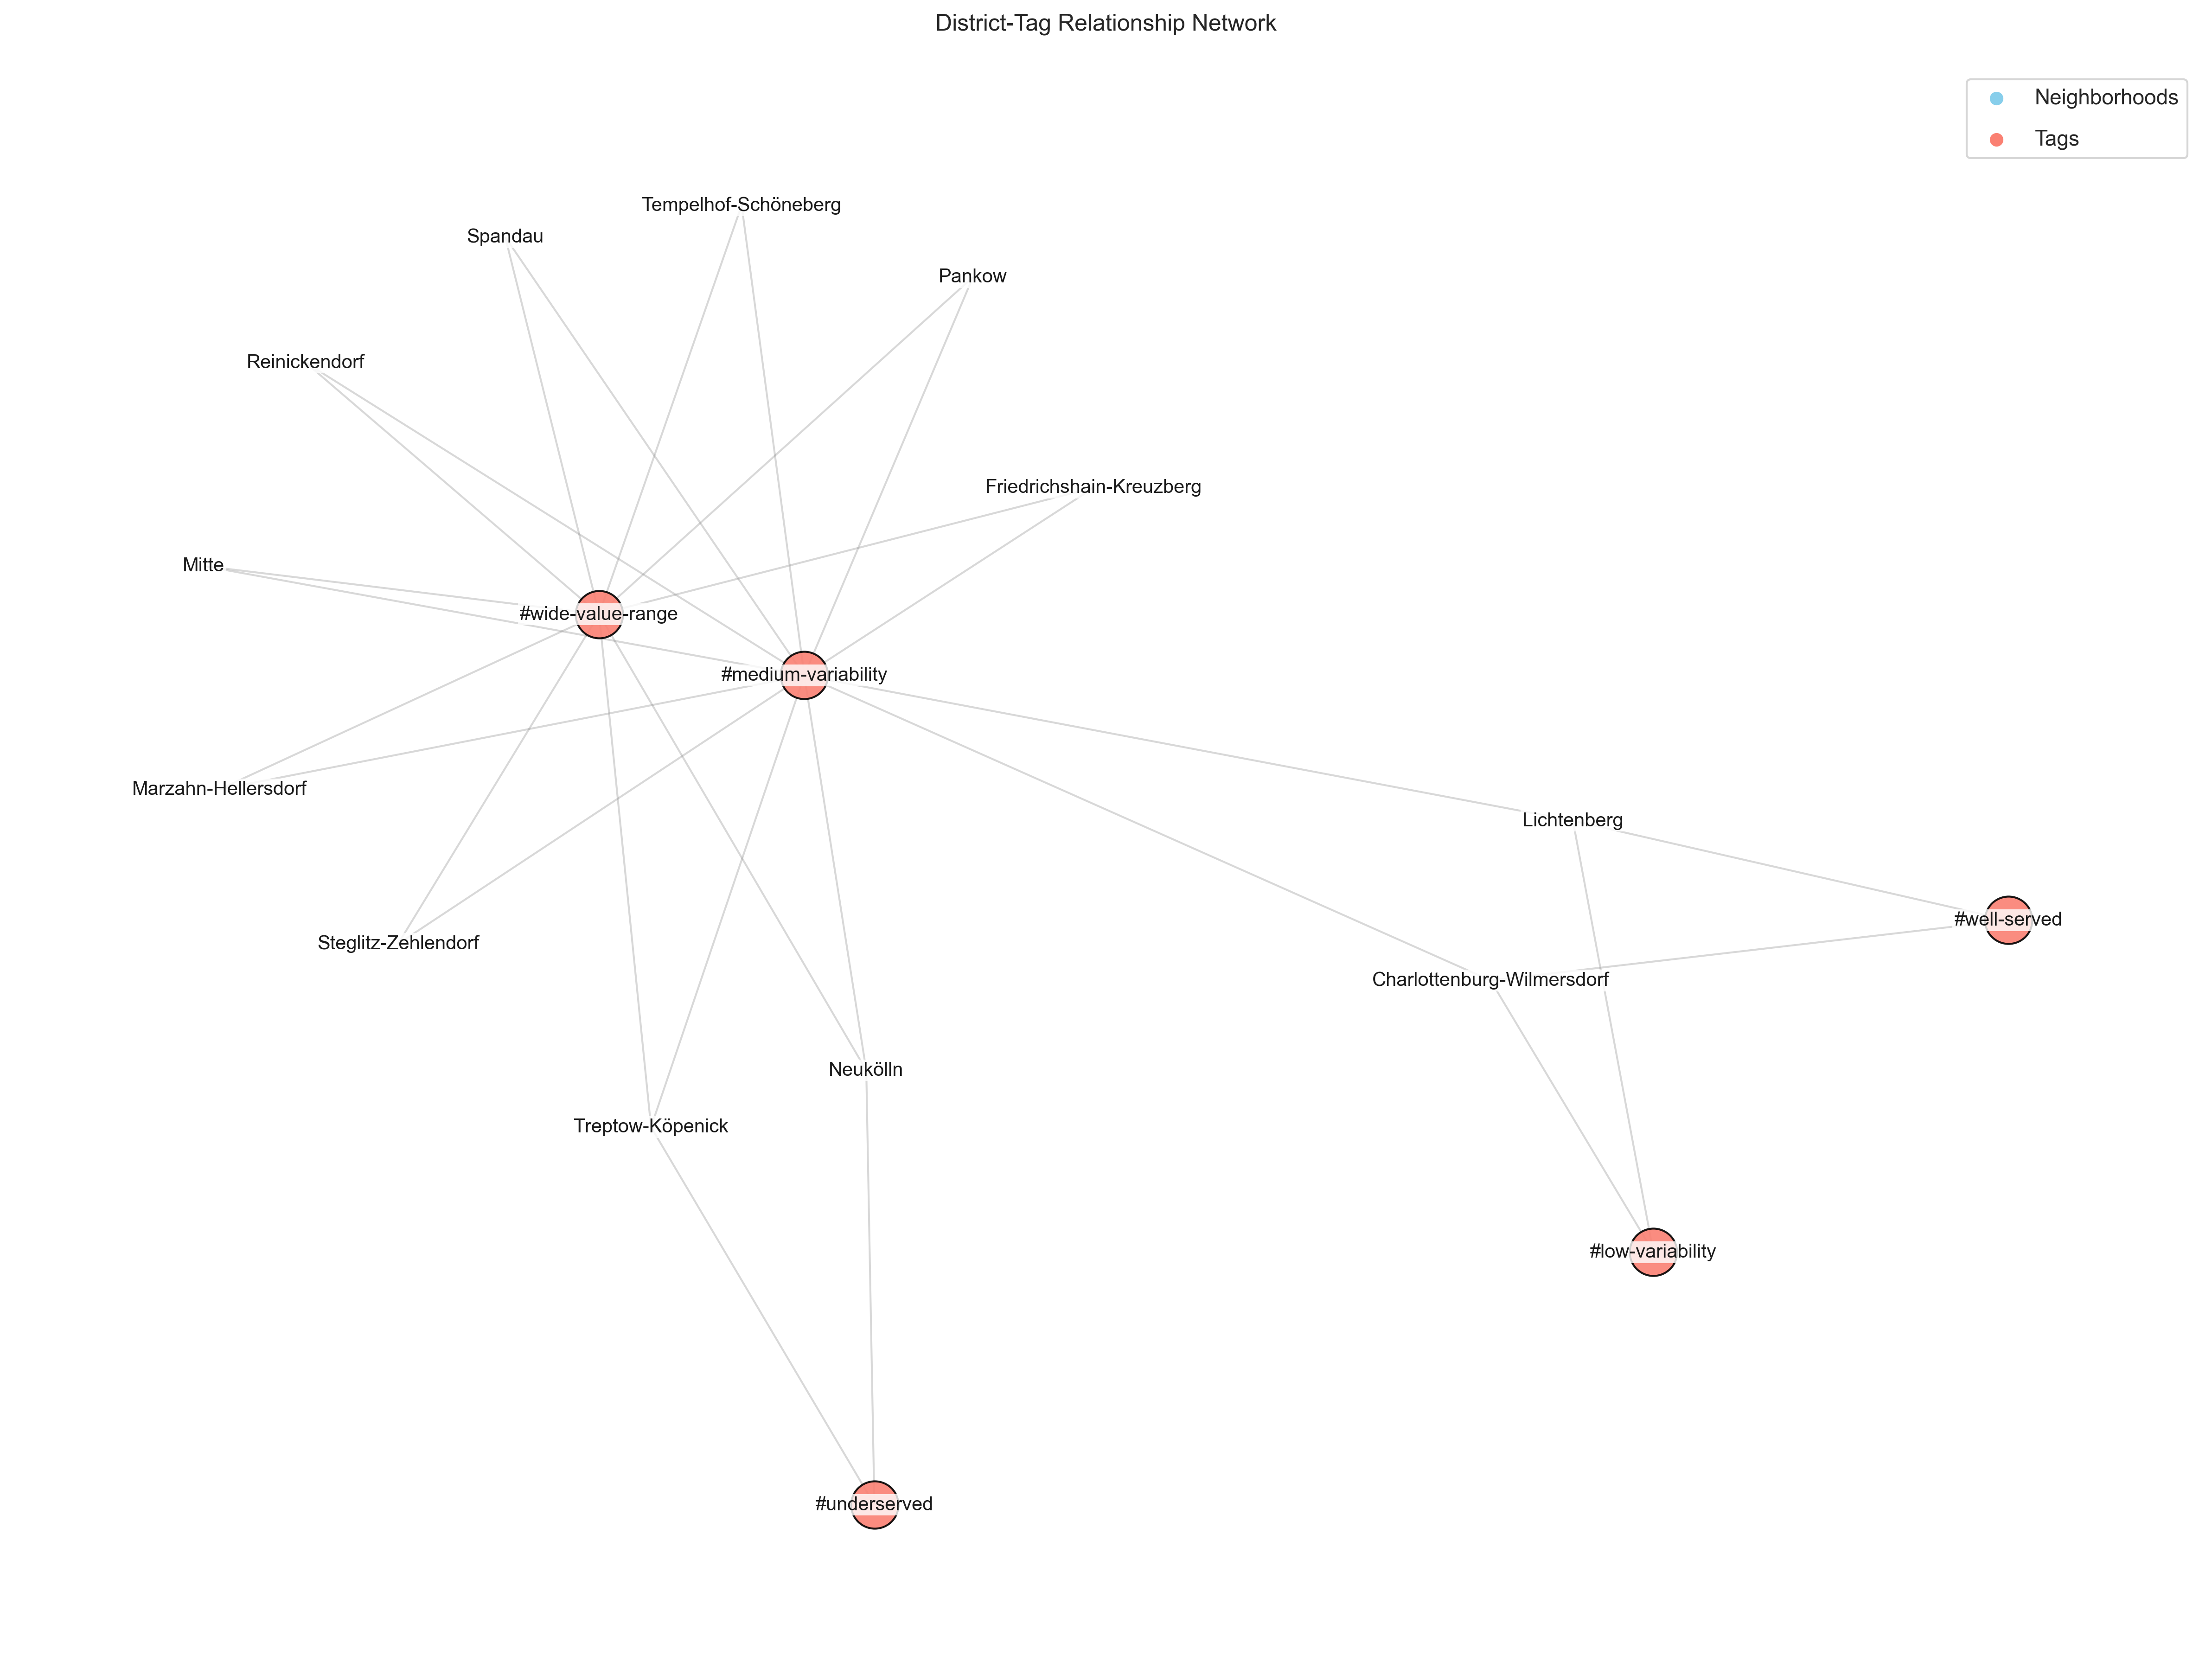 District-Tag Relationship Network
Neighborhoods
Tags
Tempelhof-Schöneberg
Spandau
Pankow
Reinickendorf
Friedrichshain-Kreuzberg
Mitte
#wide-value-range
#medium-variability
Marzahn-Hellersdorf
Lichtenberg
#well-served
Steglitz-Zehlendorf
Charlottenburg-Wilmersdorf
Neukölln
Treptow-Köpenick
#low-variability
#underserved